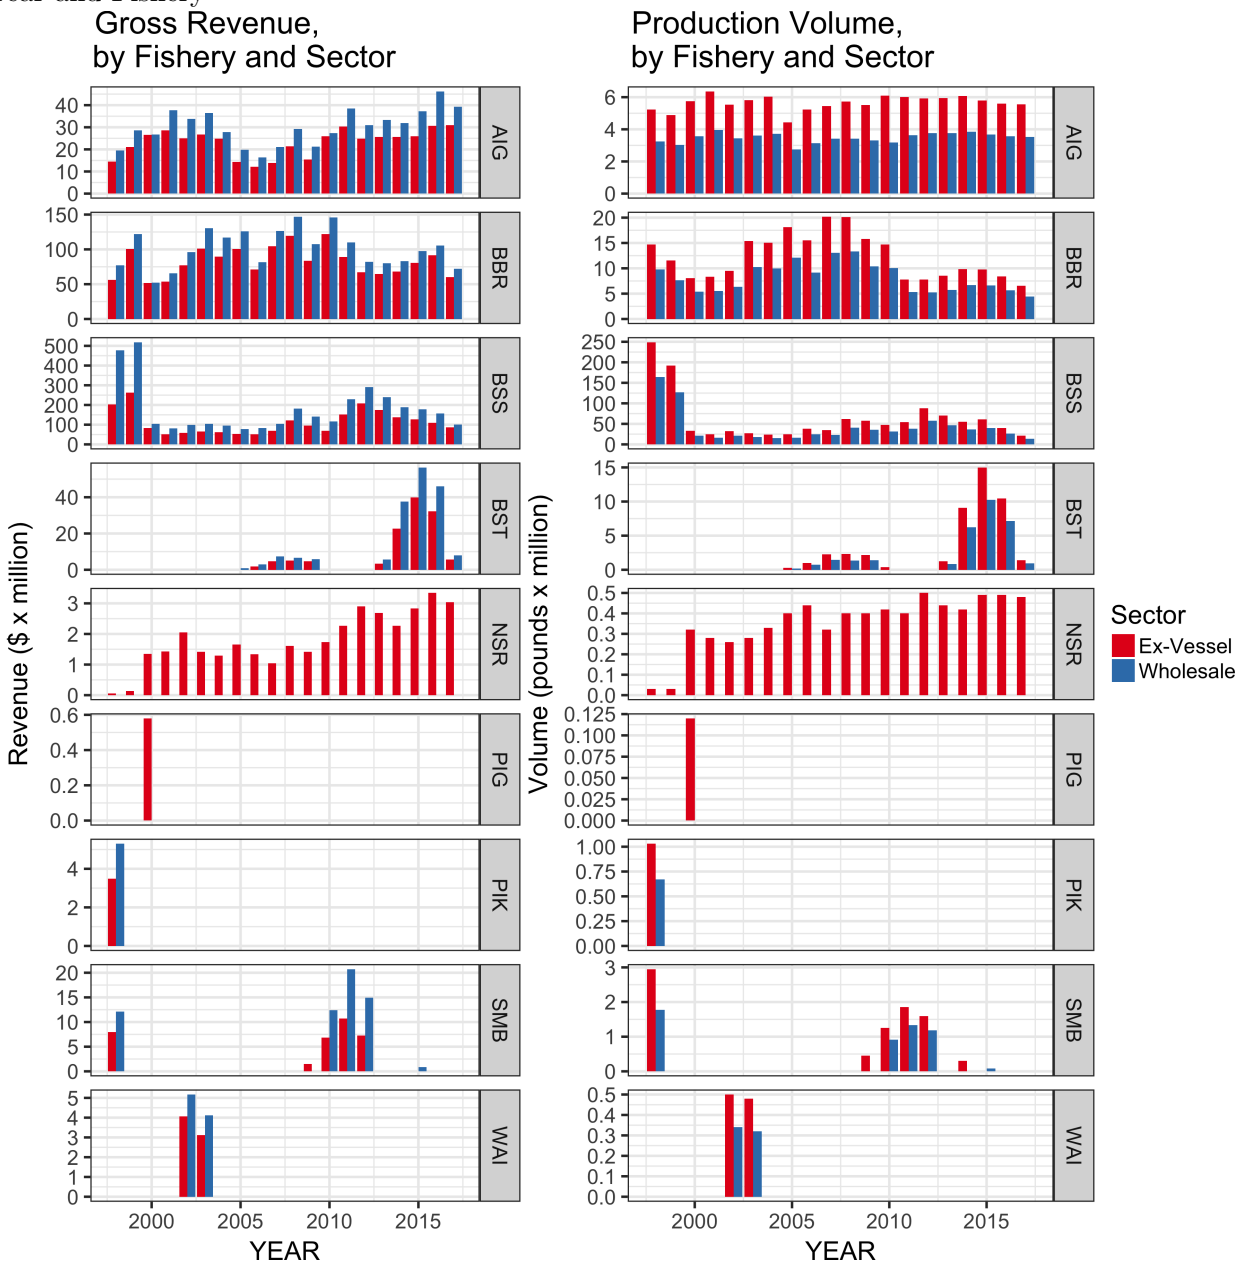 Gross Revenue,
by Fishery and Sector
40
30
20
10
0
AIG
150
100
50
0
BBR
500
400
300
200
100
0
BSS
40
20
0
BST
3
2
1
0
NSR
0.6
0.4
0.2
0.0
PIG
4
2
0
PIK
20
15
10
5
0
SMB
5
4
3
2
1
0
WAI
2000 2005 2010 2015
YEAR
Revenue ($ x million)
Production Volume,
by Fishery and Sector
6
4
2
0
AIG
20
15
10
5
0
BBR
250
200
150
100
50
0
BSS
15
10
5
0
BST
0.5
0.4
0.3
0.2
0.1
0.0
NSR
0.125
0.100
0.075
0.050
0.025
0.000
PIG
1.00
0.75
0.50
0.25
0.00
PIK
3
2
1
0
SMB
0.5
0.4
0.3
0.2
0.1
0.0
WAI
2000 2005 2010 2015
YEAR
Volume (pounds x million)
Sector
Ex-Vessel
Wholesale